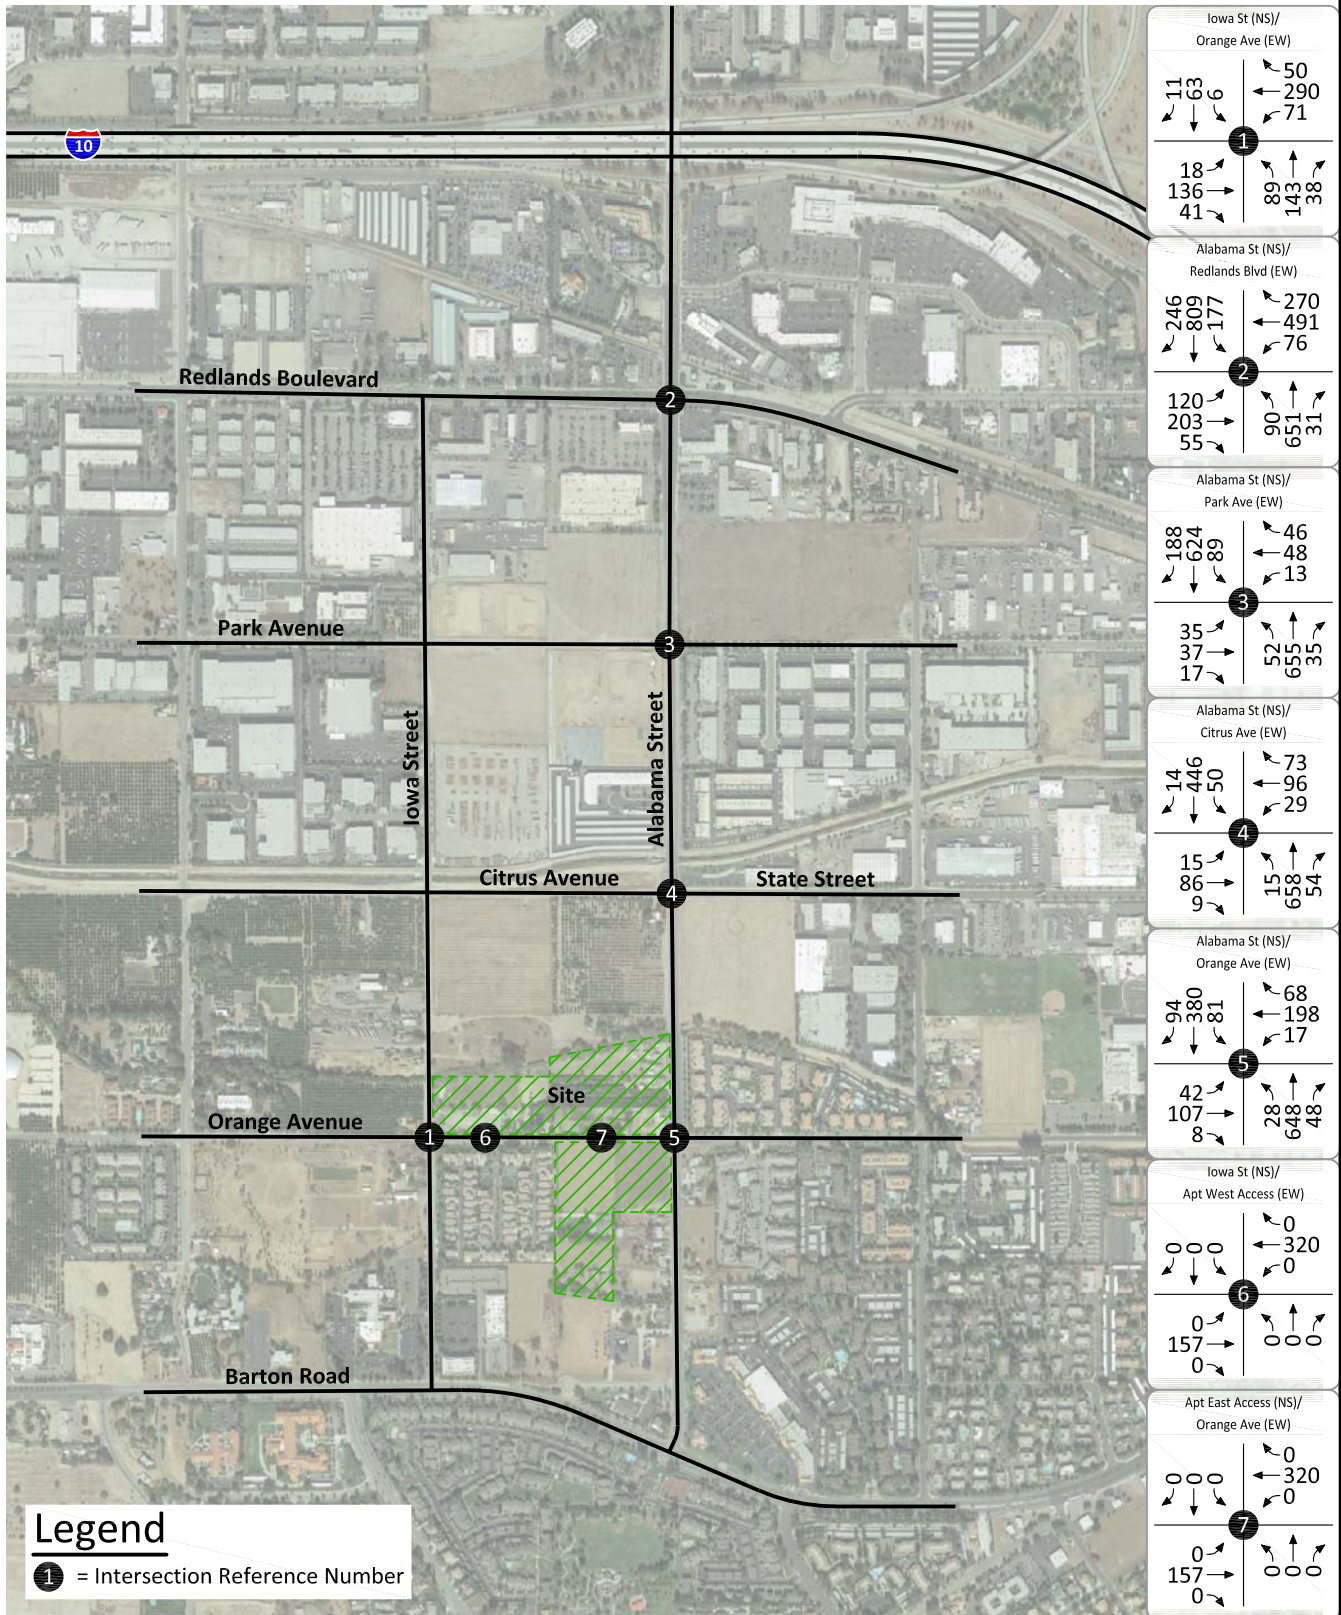 10
Redlands Boulevard
2
Park Avenue
3
Iowa Street
Alabama Street
Citrus Avenue
State Street
4
Site
Orange Avenue
1
6
7
5
Barton Road
Legend
1 = Intersection Reference Number
Iowa St (NS)/
Orange Ave (EW)
11 63 6
50
290
71
1
18
136
41
89 143 38
Alabama St (NS)/
Redlands Blvd (EW)
246 809 177
270
491
76
2
120
203
55
90 651 31
Alabama St (NS)/
Park Ave (EW)
188 624 89
46
48
13
3
35
37
17
52 655 35
Alabama St (NS)/
Citrus Ave (EW)
14 446 50
73
96
29
4
15
86
9
15 658 54
Alabama St (NS)/
Orange Ave (EW)
94 380 81
68
198
17
5
42
107
8
28 648 48
Iowa St (NS)/
Apt West Access (EW)
0 0 0
0
320
0
6
0
157
0
0 0 0
Apt East Access (NS)/
Orange Ave (EW)
0 0 0
0
320
0
7
0
157
0
0 0 0